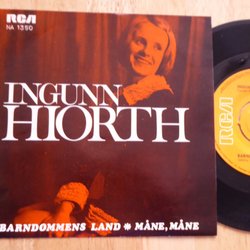 RCA
NA 1350
INGUNN
HIORTH
BARNDOMMENS LAND * MÅNE, MÅNE
RCA